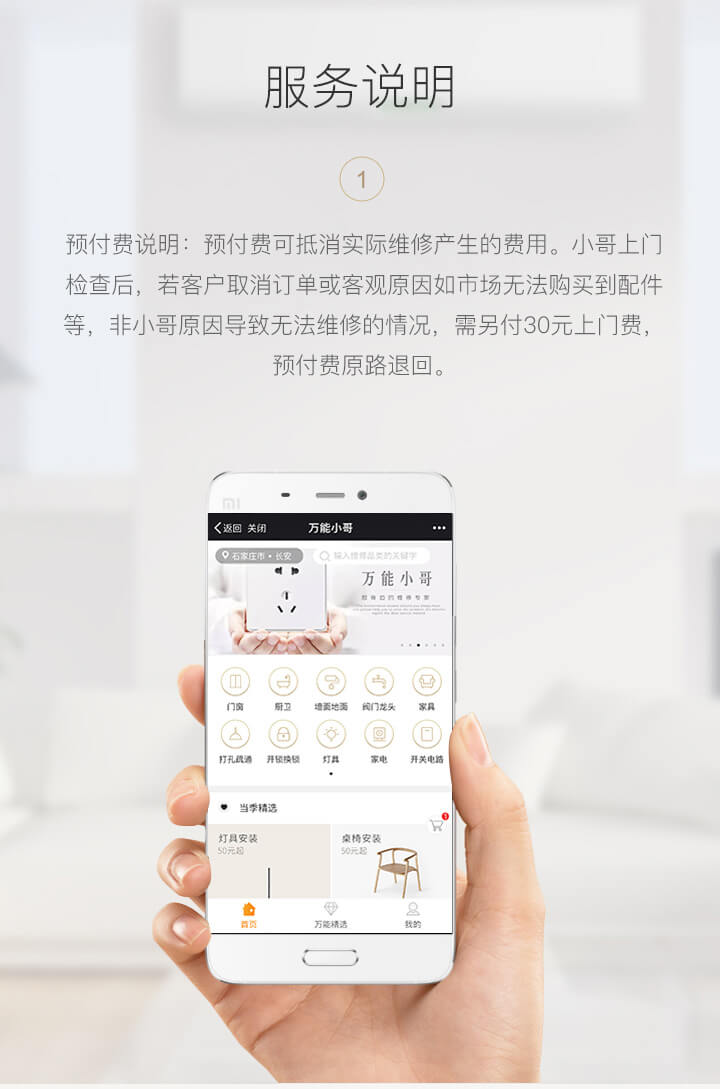 服务说明
1
预付费说明：预付费可抵消实际维修产生的费用。小哥上门
检查后，若客户取消订单或客观原因如市场无法购买到配件
等，非小哥原因导致无法维修的情况，需另付30元上门费，
预付费原路退回。
MI
返回 关闭 万能小哥
石家庄市·长安 输入维修品类的关键字
万能小哥
门窗 厨卫 墙面地面 阀门龙头 家具
打孔疏通 开锁换锁 灯具 家电 开关电路
当季精选
1
灯具安装 桌椅安装
50元起 50元起
首页 万能精选 我的